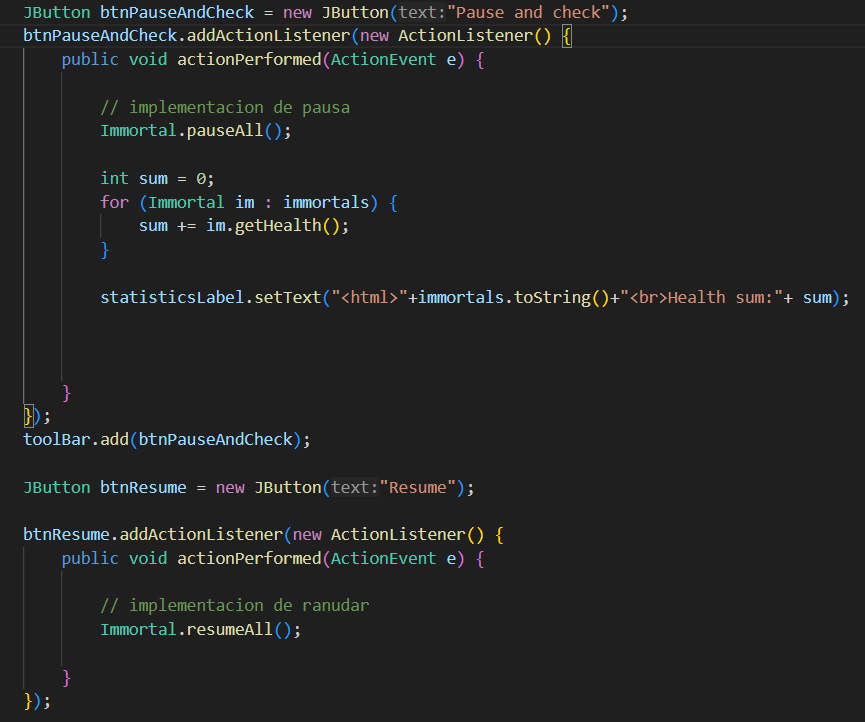 JButton btnPauseAndCheck = new JButton(text:"Pause and check");
btnPauseAndCheck.addActionListener(new ActionListener() {
public void actionPerformed(ActionEvent e) {
// implementacion de pausa
Immortal.pauseAll();
int sum = 0;
for (Immortal im : immortals) {
sum += im.getHealth();
}
statisticsLabel.setText("<html>"+immortals.toString()+"<br>Health sum:"+ sum);
}
});
toolBar.add(btnPauseAndCheck);
JButton btnResume = new JButton(text:"Resume");
btnResume.addActionListener(new ActionListener() {
public void actionPerformed(ActionEvent e) {
// implementacion de ranudar
Immortal.resumeAll();
}
});